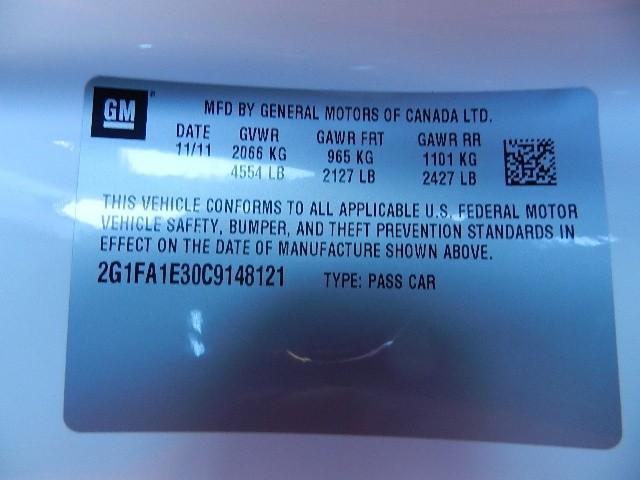 GM
MFD BY GENERAL MOTORS OF CANADA LTD.
DATE GVWR GAWR FRT GAWR RR
11/11 2066 KG 965 KG 1101 KG
4554 LB 2127 LB 2427 LB
THIS VEHICLE CONFORMS TO ALL APPLICABLE U.S. FEDERAL MOTOR
VEHICLE SAFETY, BUMPER, AND THEFT PREVENTION STANDARDS IN
EFFECT ON THE DATE OF MANUFACTURE SHOWN ABOVE.
2G1FA1E30C9148121 TYPE: PASS CAR